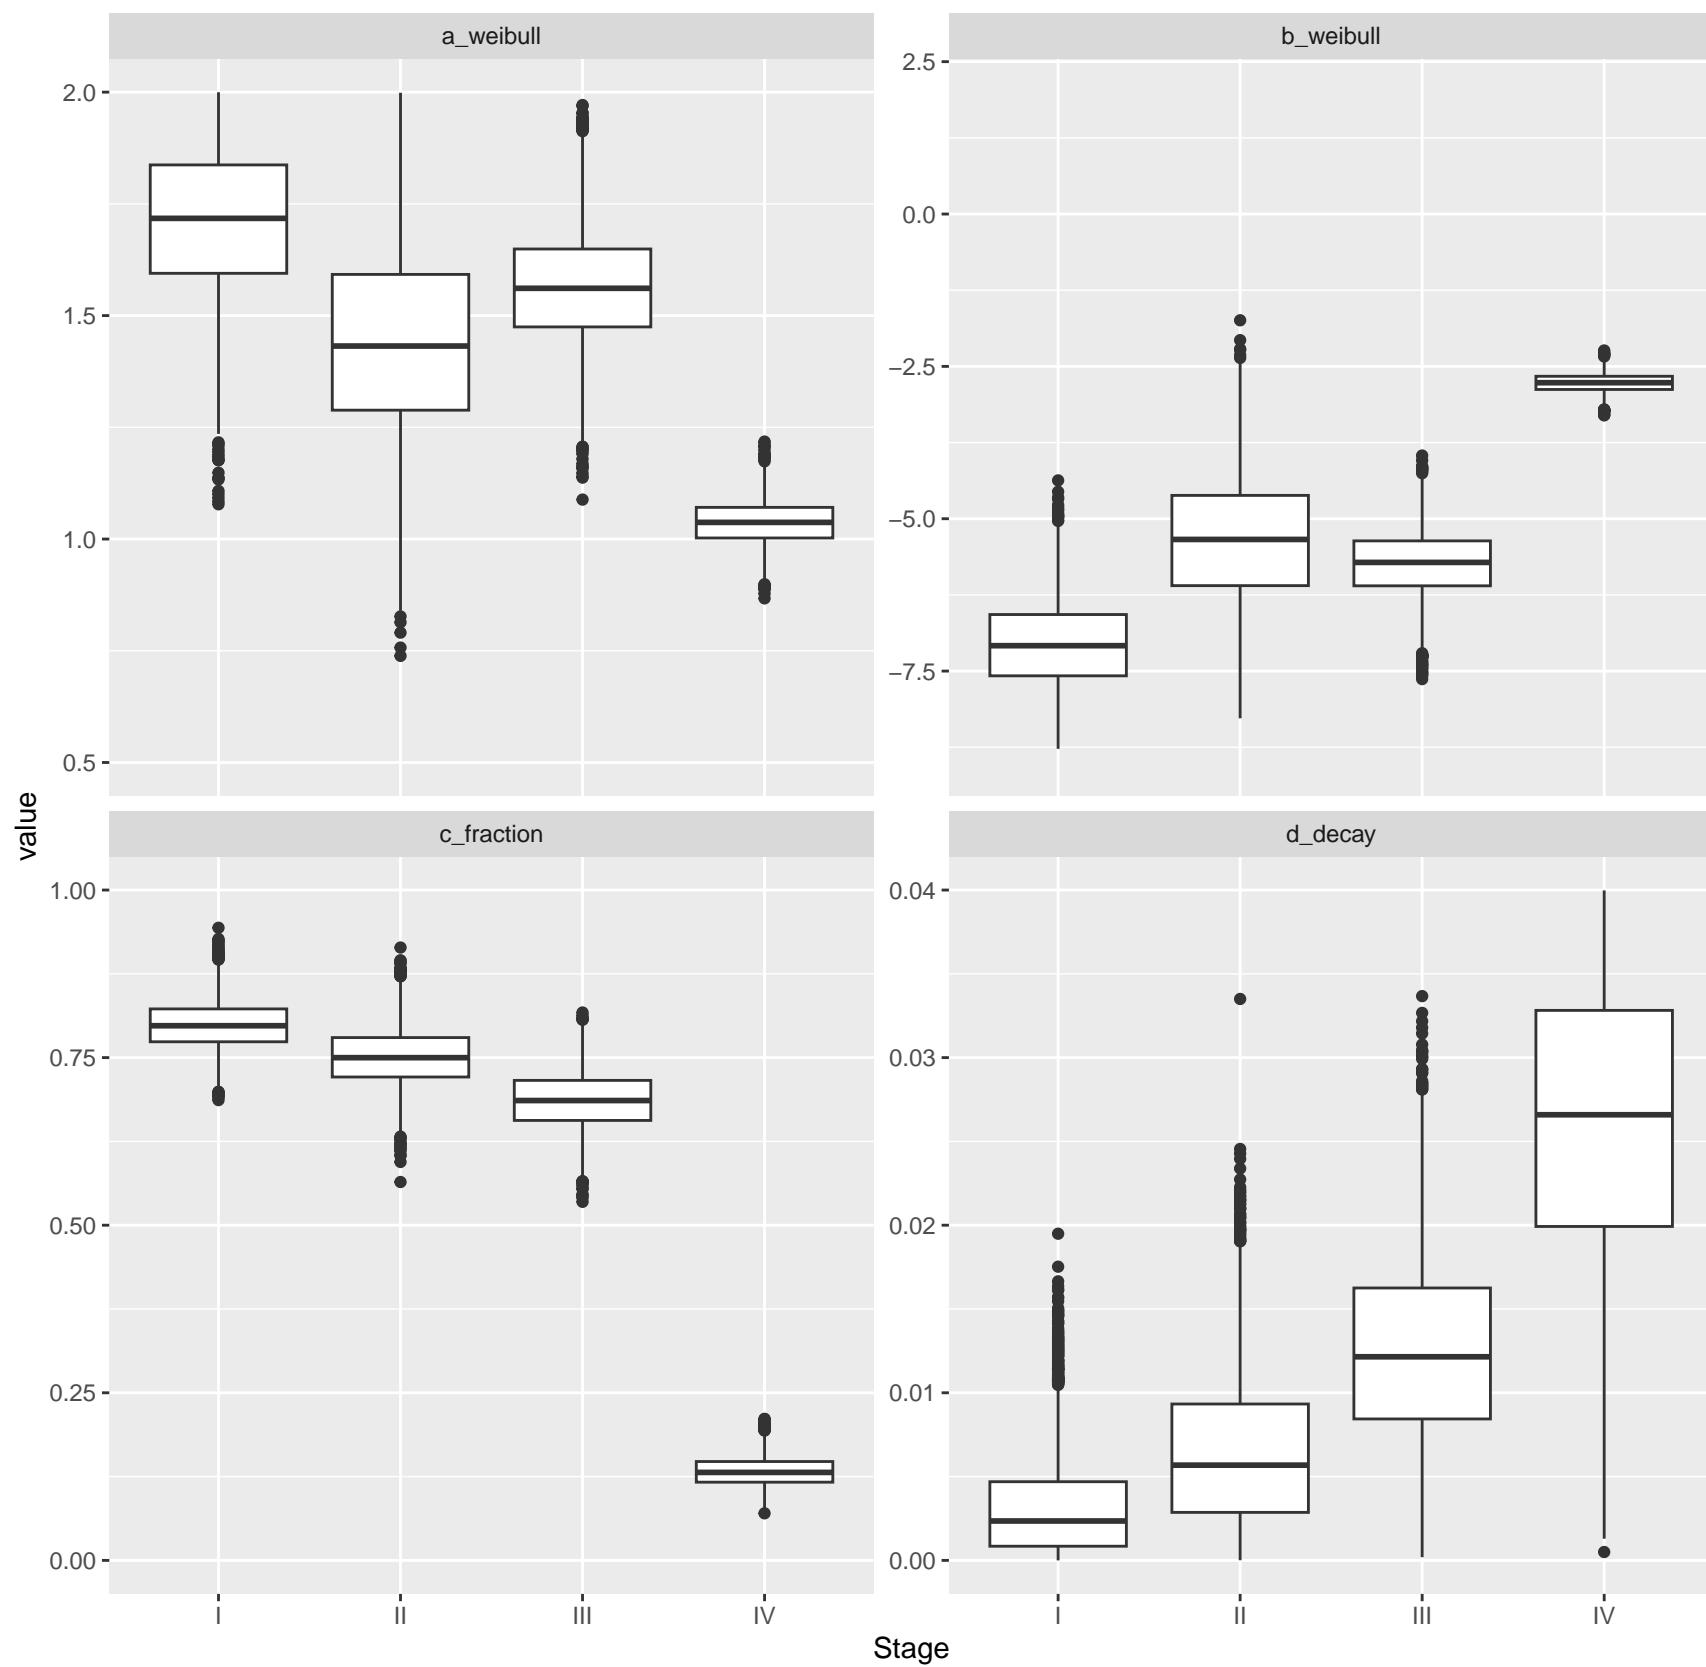 a_weibull
b_weibull
2.0
1.5
1.0
0.5
2.5
0.0
−2.5
−5.0
−7.5
value
c_fraction
d_decay
1.00
0.75
0.50
0.25
0.00
0.04
0.03
0.02
0.01
0.00
I II III IV
I II III IV
Stage